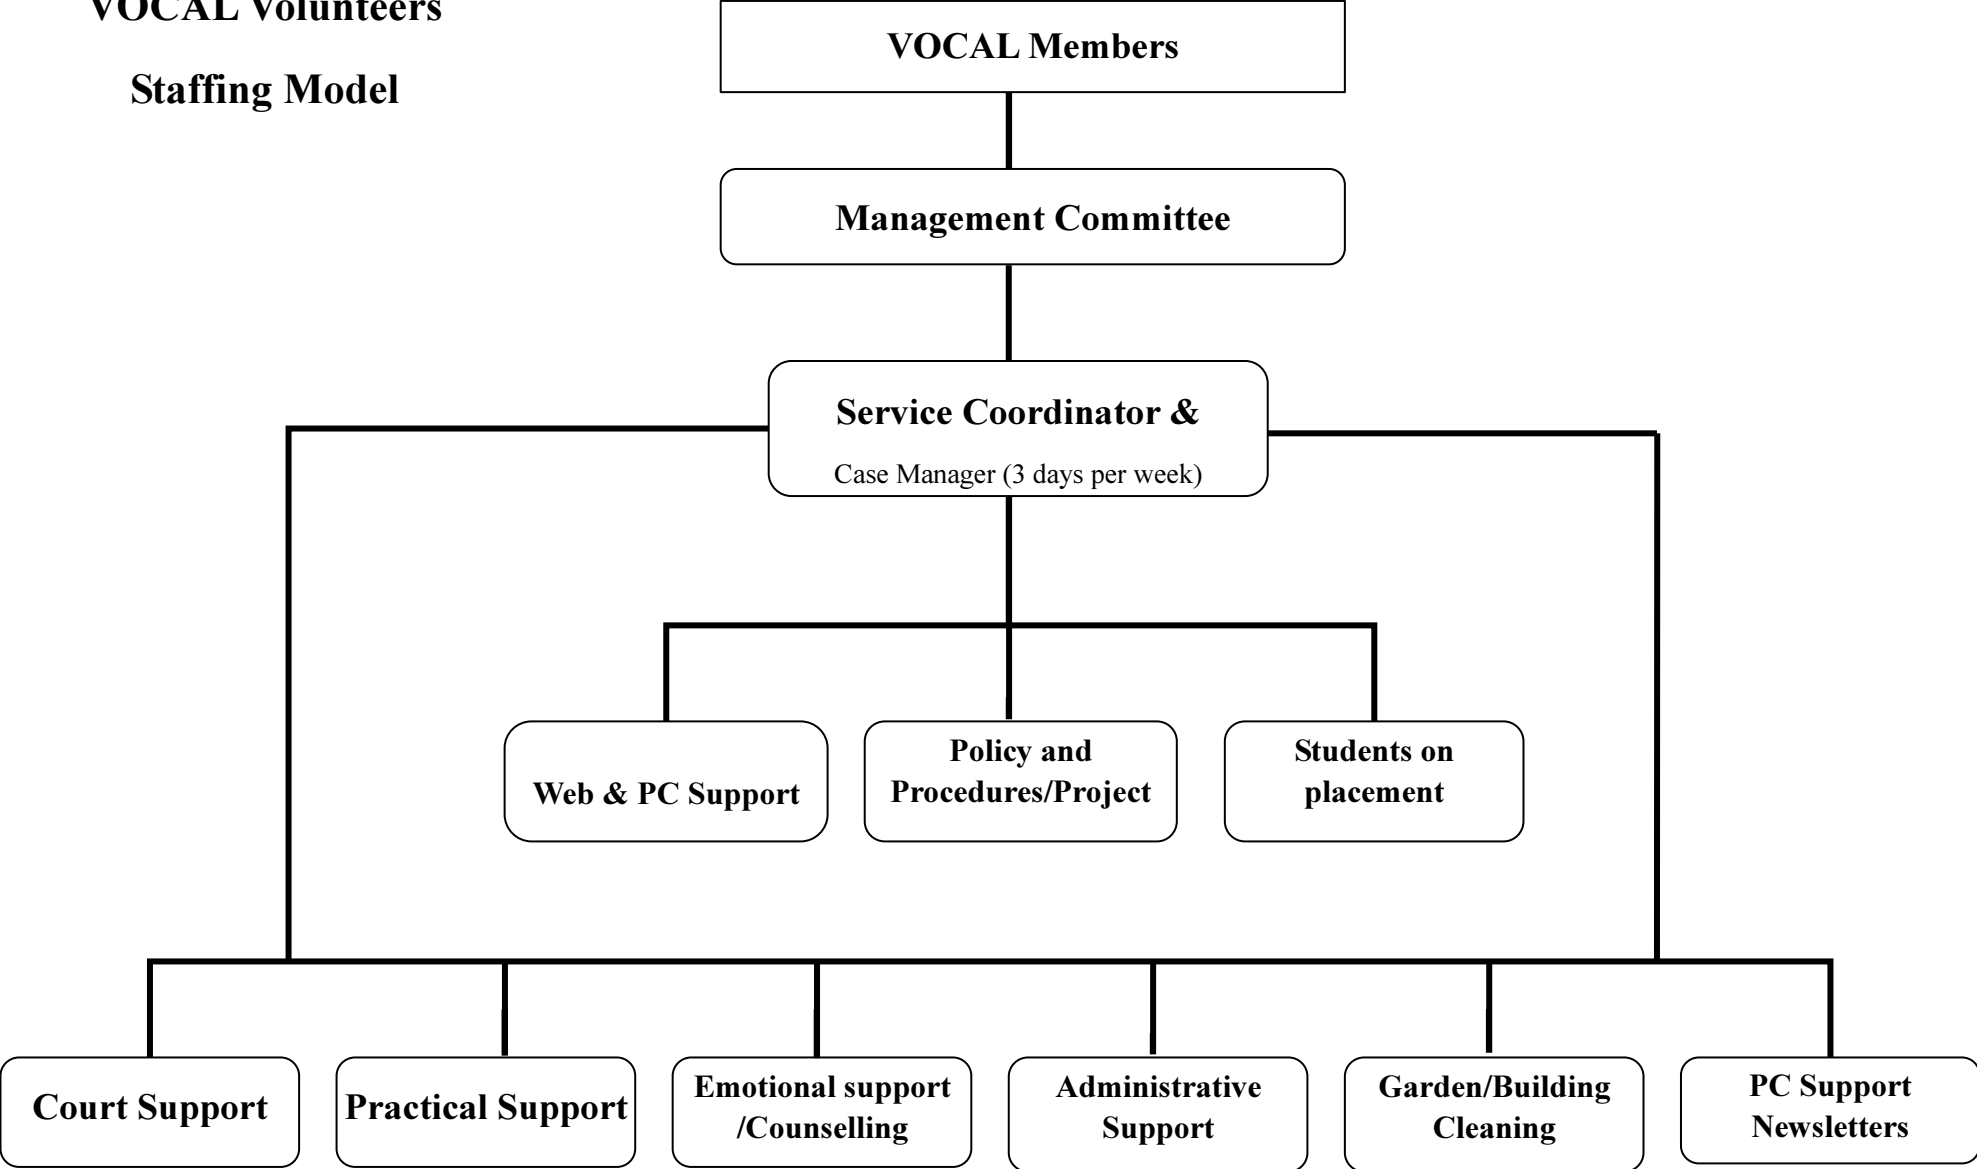 VOCAL Volunteers
Staffing Model
VOCAL Members
Management Committee
Service Coordinator &
Case Manager (3 days per week)
Web & PC Support
Policy and
Procedures/Project
Students on
placement
Court Support
Practical Support
Emotional support
/Counselling
Administrative
Support
Garden/Building
Cleaning
PC Support
Newsletters